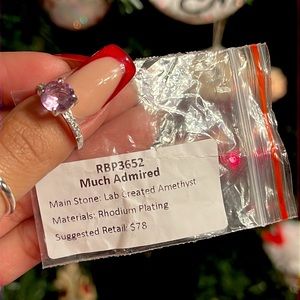 RBP3652
Much Admired
Main Stone: Lab Created Amethyst
Materials: Rhodium Plating
Suggested Retail: $78